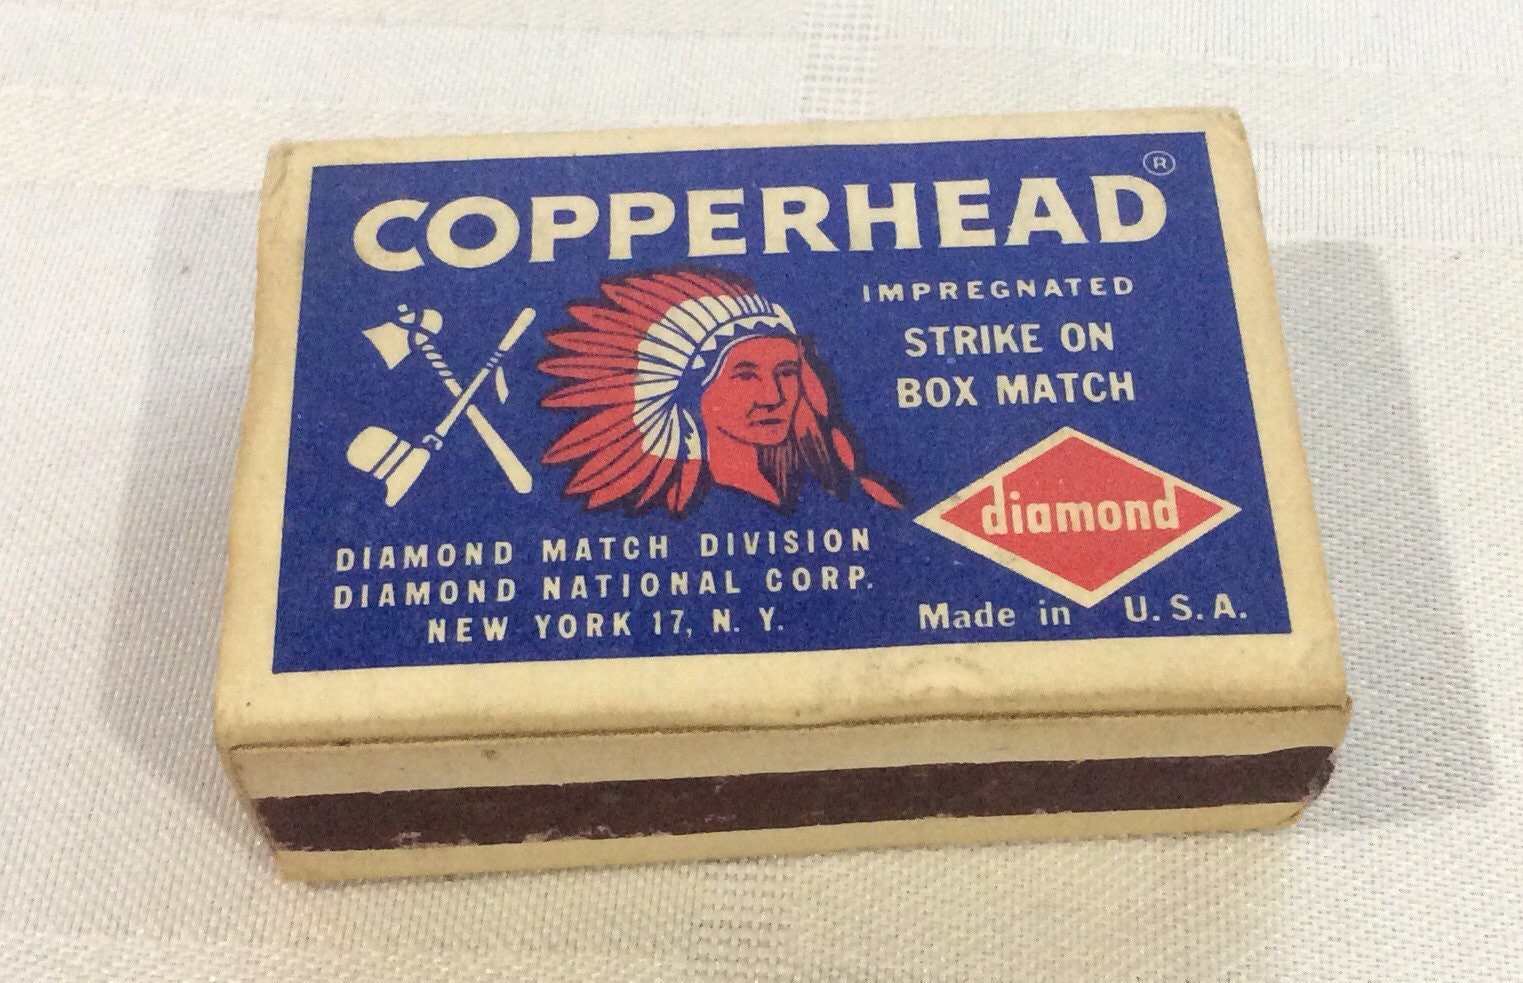 COPPERHEAD ®
IMPREGNATED
STRIKE ON
BOX MATCH
diamond
DIAMOND MATCH DIVISION
DIAMOND NATIONAL CORP.
NEW YORK 17, N. Y.
Made in U.S.A.